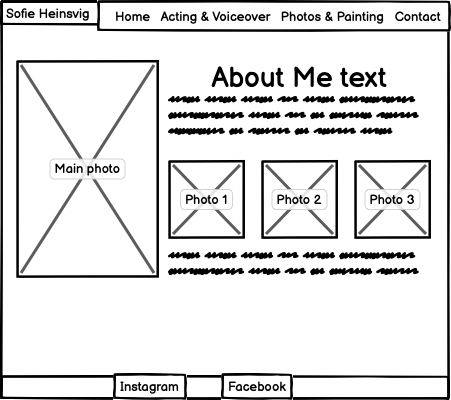 Sofie Heinsvig
Home Acting & Voiceover Photos & Painting Contact
About Me text
Main photo
Photo 1 Photo 2 Photo 3
Instagram Facebook